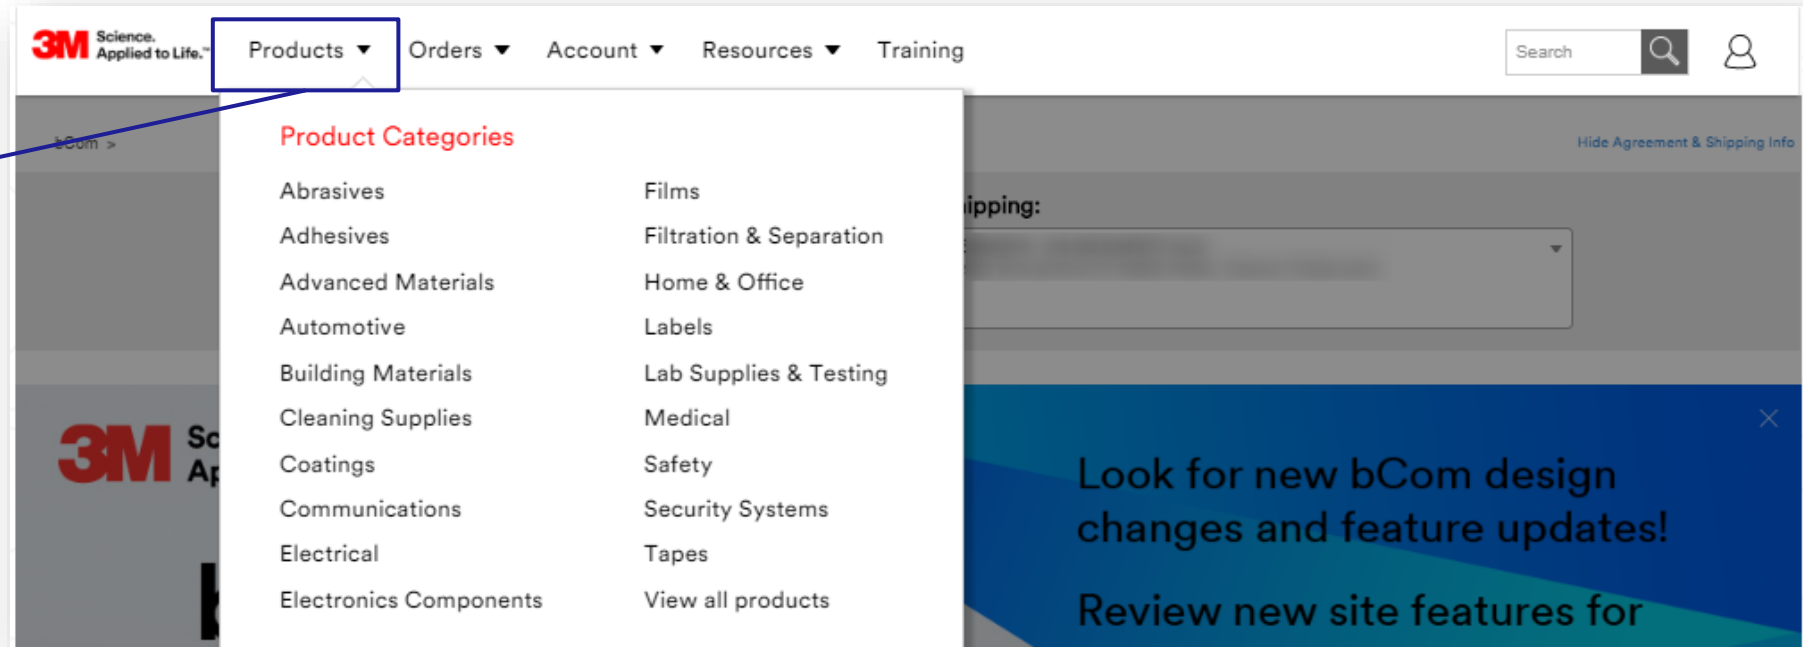 3M Science.
Applied to Life.™
Products ▼ Orders ▼ Account ▼ Resources ▼ Training
Search
bCom >
Hide Agreement & Shipping Info
Product Categories
Abrasives
Adhesives
Advanced Materials
Automotive
Building Materials
Cleaning Supplies
Coatings
Communications
Electrical
Electronics Components
Films
Filtration & Separation
Home & Office
Labels
Lab Supplies & Testing
Medical
Safety
Security Systems
Tapes
View all products
ipping:
3M Sc
Ap
b
Look for new bCom design
changes and feature updates!
Review new site features for